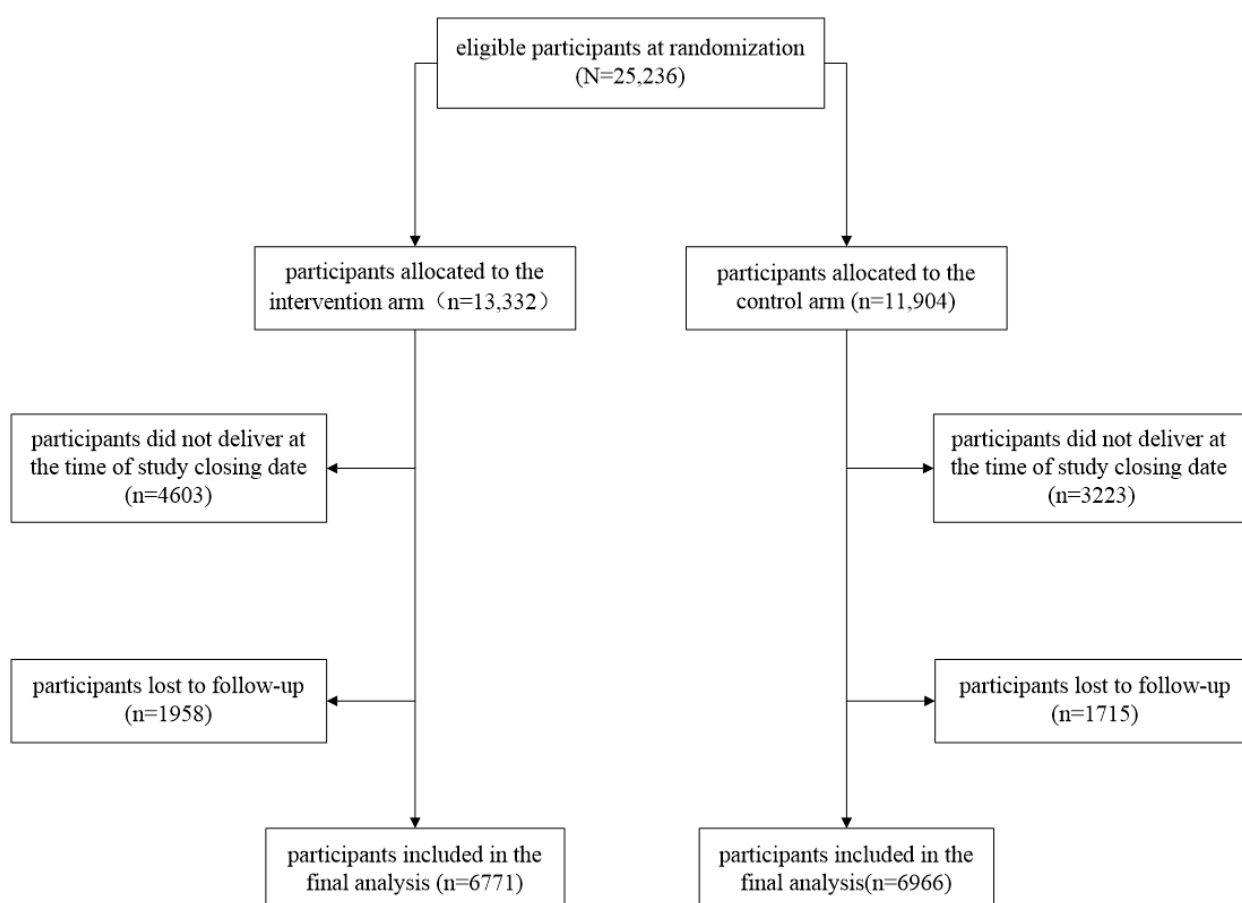 eligible participants at randomization
(N=25,236)
participants allocated to the
intervention arm（n=13,332）
participants allocated to the
control arm (n=11,904)
participants did not deliver at
the time of study closing date
(n=4603)
participants did not deliver at
the time of study closing date
(n=3223)
participants lost to follow-up
(n=1958)
participants lost to follow-up
(n=1715)
participants included in the
final analysis (n=6771)
participants included in the
final analysis(n=6966)